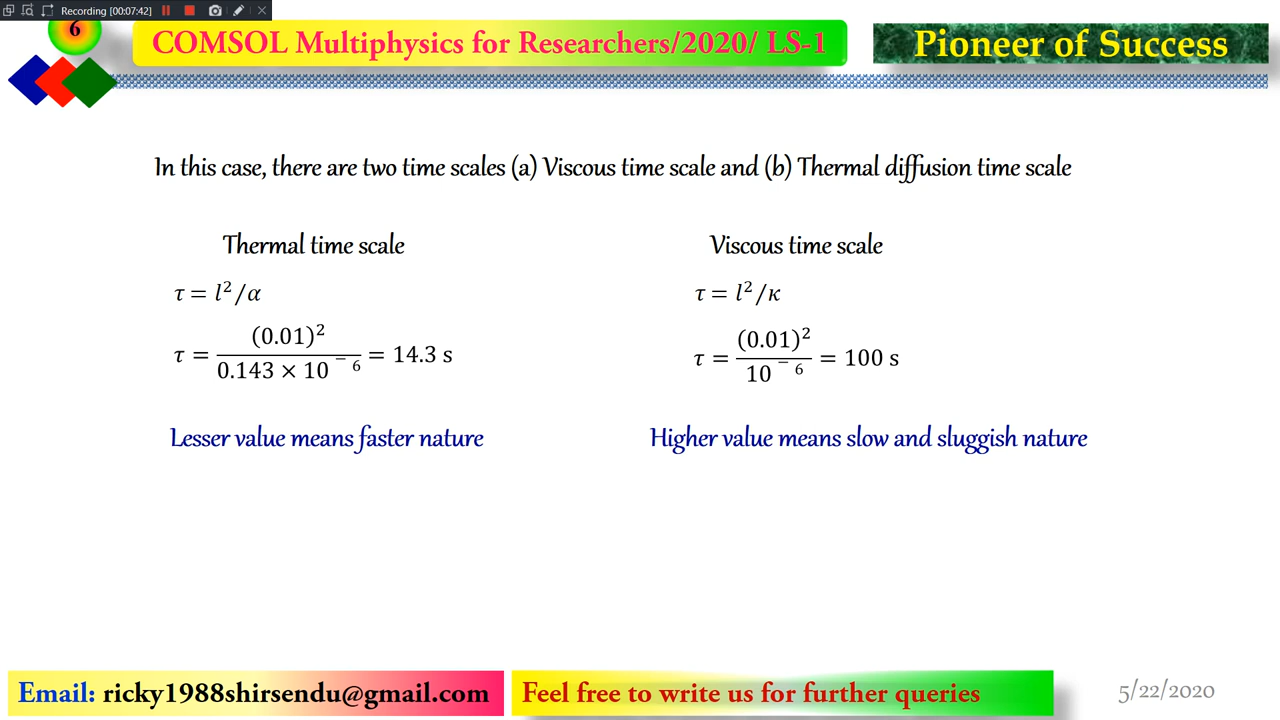 Recording [00:07:42]
6
COMSOL Multiphysics for Researchers/2020/ LS-1
Pioneer of Success
In this case, there are two time scales (a) Viscous time scale and (b) Thermal diffusion time scale
Thermal time scale
Viscous time scale
τ = l²/α
τ = l²/κ
τ = (0.01)² / 0.143 × 10⁻⁶ = 14.3 s
τ = (0.01)² / 10⁻⁶ = 100 s
Lesser value means faster nature
Higher value means slow and sluggish nature
Email: ricky1988shirsendu@gmail.com
Feel free to write us for further queries
5/22/2020